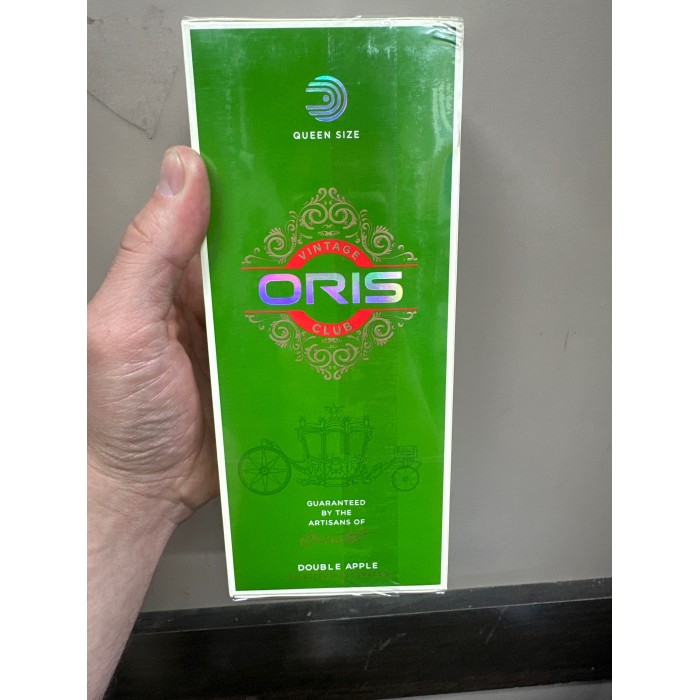 QUEEN SIZE
VINTAGE
ORIS
CLUB
GUARANTEED
BY THE
ARTISANS OF
DOUBLE APPLE